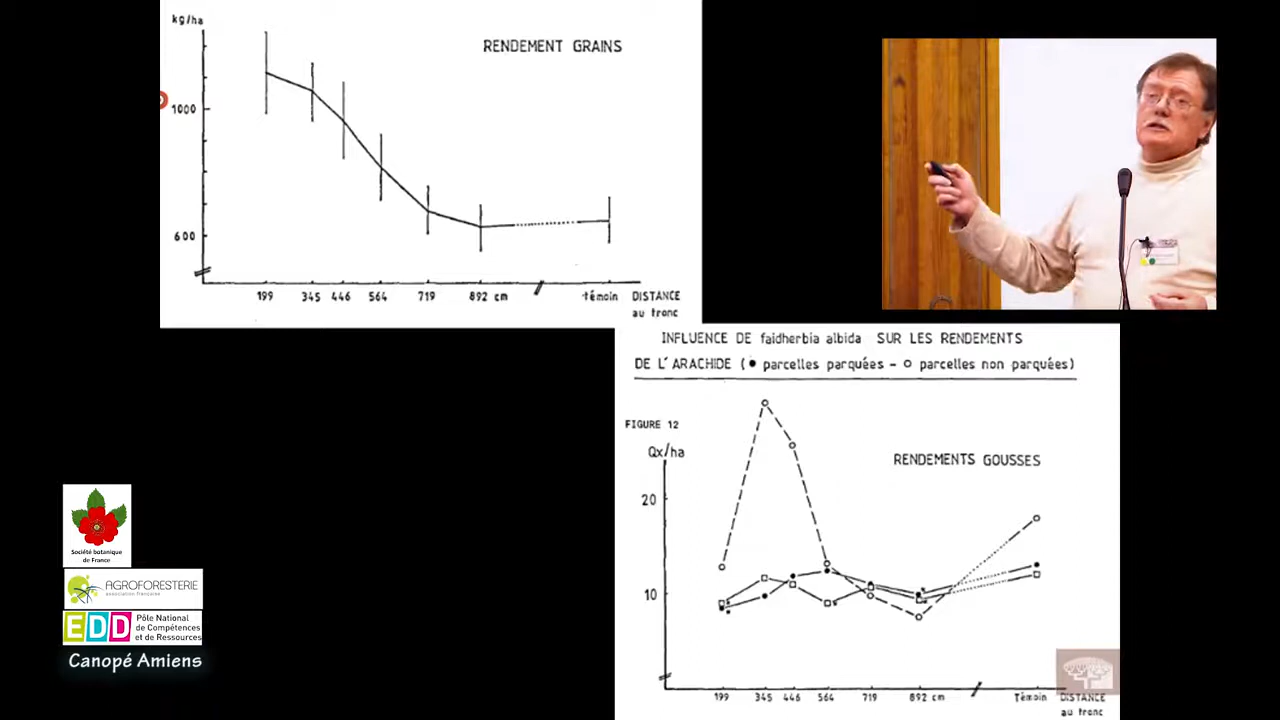 kg/ha
RENDEMENT GRAINS
1000
600
199 345 446 564 719 892 cm témoin DISTANCE
au tronc
INFLUENCE DE faidherbia albida SUR LES RENDEMENTS
DE L'ARACHIDE (• parcelles parquées - o parcelles non parquées)
FIGURE 12
Qx/ha
RENDEMENTS GOUSSES
20
10
199 345 446 564 719 892 cm Témoin DISTANCE
au tronc
Société botanique
de France
AGROFORESTERIE
association française
EDD Pôle National
de Compétences
et de Ressources
Canopé Amiens